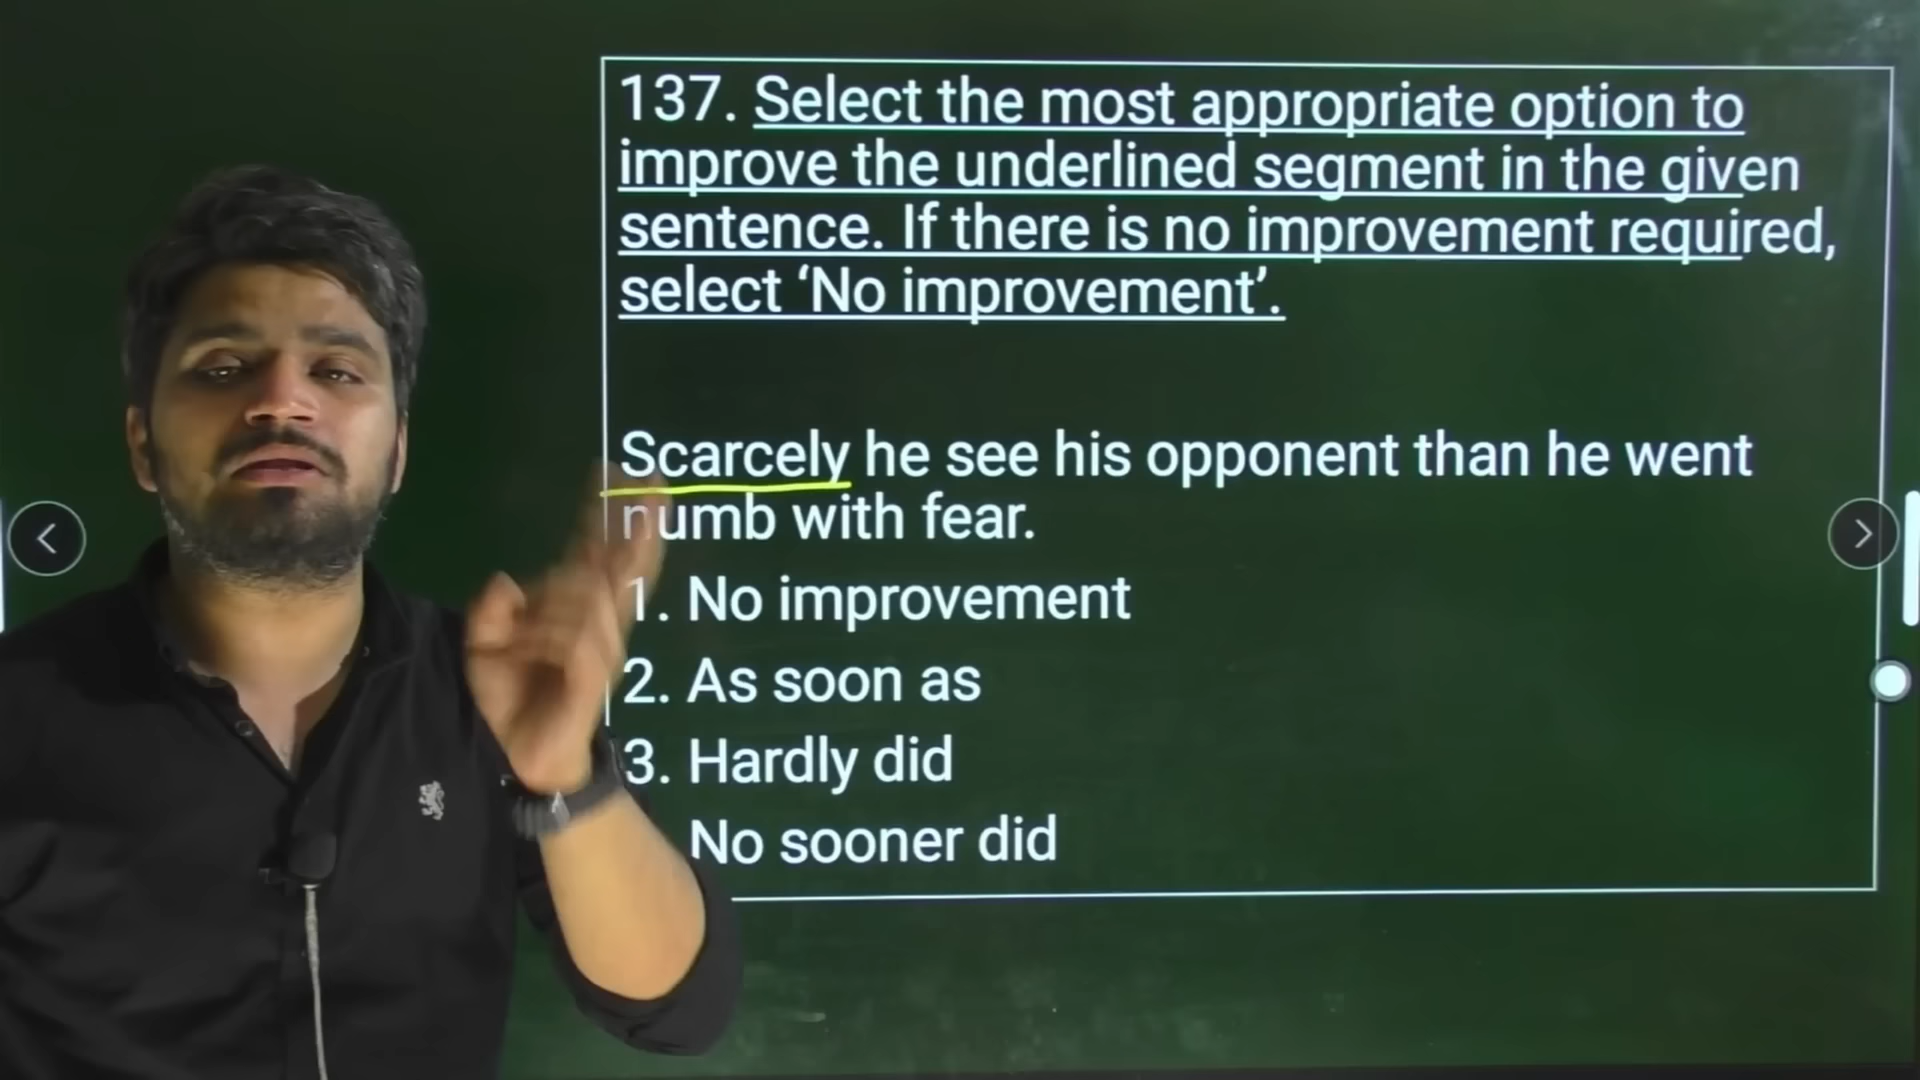 137. Select the most appropriate option to
improve the underlined segment in the given
sentence. If there is no improvement required,
select ‘No improvement’.
Scarcely he see his opponent than he went
numb with fear.
1. No improvement
2. As soon as
3. Hardly did
No sooner did